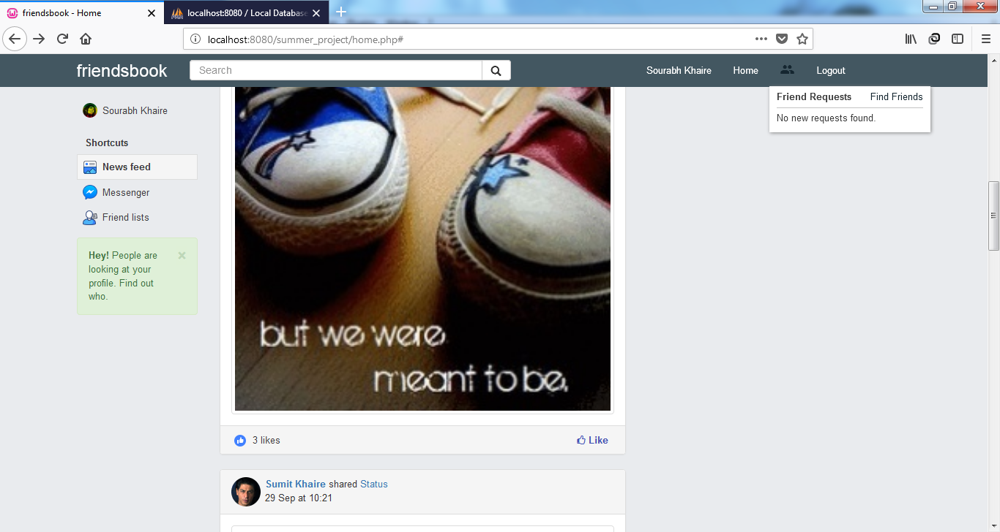 friendsbook - Home
localhost:8080 / Local Database
localhost:8080/summer_project/home.php#
friendsbook
Search
Sourabh Khaire
Home
Logout
Friend Requests
Find Friends
No new requests found.
Sourabh Khaire
Shortcuts
News feed
Messenger
Friend lists
Hey! People are
looking at your
profile. Find out
who.
×
but we were
meant to be.
3 likes
Like
Sumit Khaire shared Status
29 Sep at 10:21